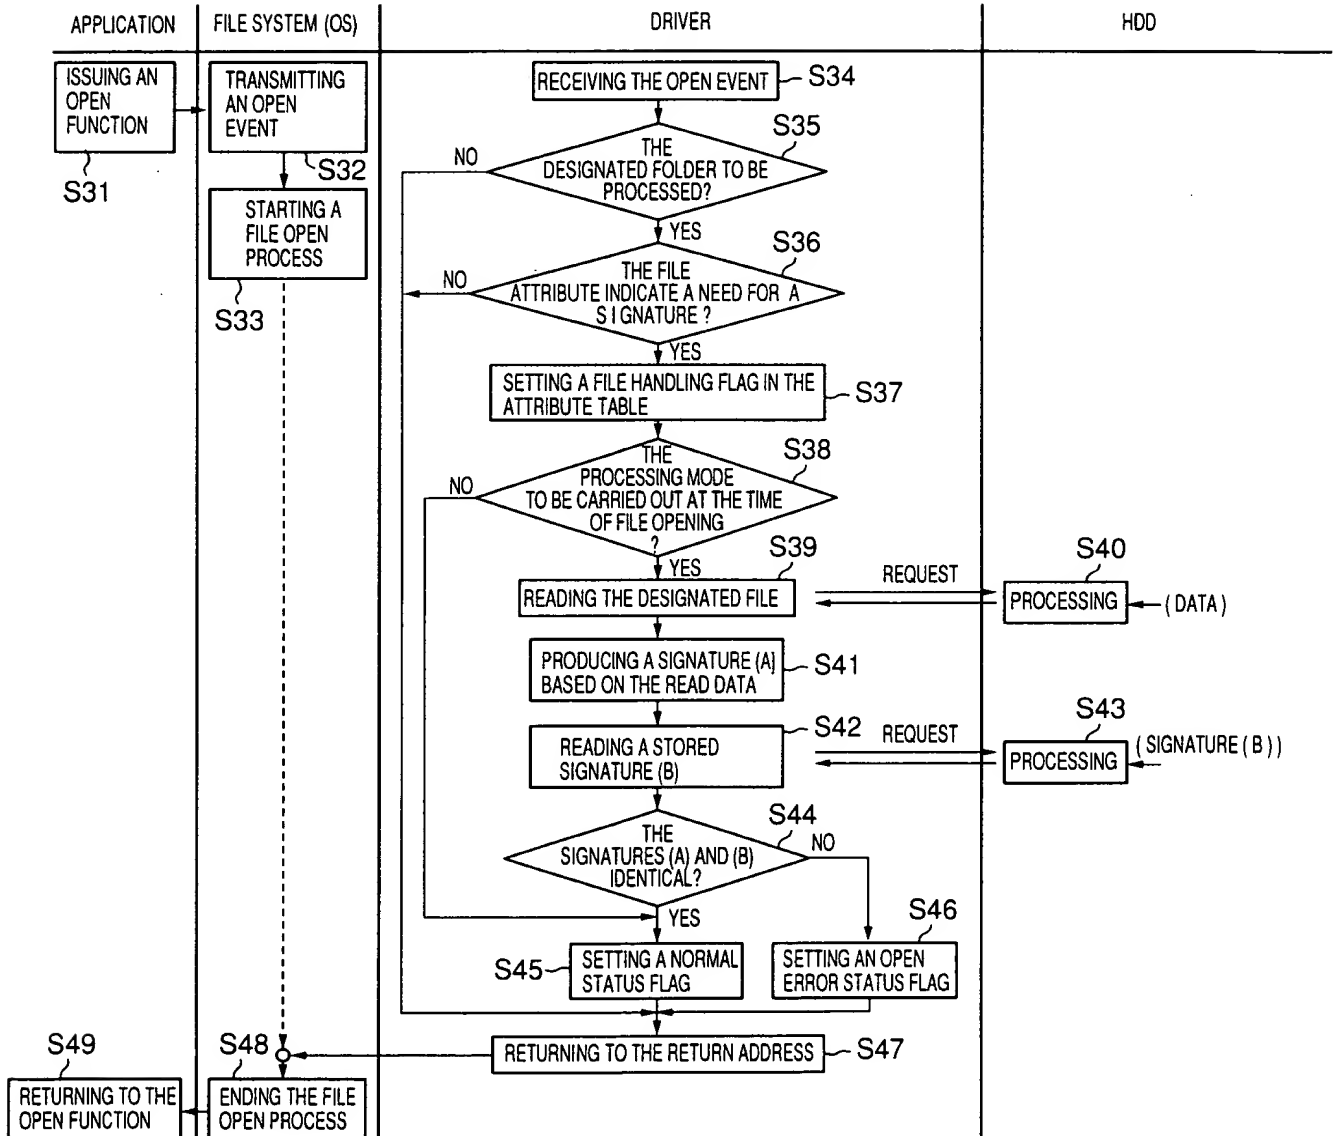 APPLICATION
FILE SYSTEM (OS)
DRIVER
HDD
ISSUING AN
OPEN
FUNCTION
S31
TRANSMITTING
AN OPEN
EVENT
S32
STARTING A
FILE OPEN
PROCESS
S33
RECEIVING THE OPEN EVENT
S34
S35
THE
DESIGNATED FOLDER TO BE
PROCESSED?
NO
YES
S36
THE FILE
ATTRIBUTE INDICATE A NEED FOR A
SIGNATURE?
NO
YES
SETTING A FILE HANDLING FLAG IN THE
ATTRIBUTE TABLE
S37
S38
THE
PROCESSING MODE
TO BE CARRIED OUT AT THE TIME
OF FILE OPENING
?
NO
YES
S39
READING THE DESIGNATED FILE
REQUEST
S40
PROCESSING
(DATA)
PRODUCING A SIGNATURE (A)
BASED ON THE READ DATA
S41
S42
READING A STORED
SIGNATURE (B)
REQUEST
S43
PROCESSING
(SIGNATURE (B))
S44
THE
SIGNATURES (A) AND (B)
IDENTICAL?
NO
YES
S45
SETTING A NORMAL
STATUS FLAG
S46
SETTING AN OPEN
ERROR STATUS FLAG
RETURNING TO THE RETURN ADDRESS
S47
S48
ENDING THE FILE
OPEN PROCESS
S49
RETURNING TO THE
OPEN FUNCTION